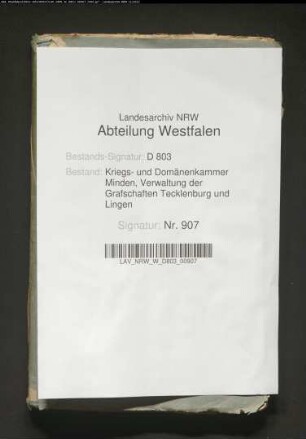 Landesarchiv NRW
Abteilung Westfalen
Bestands-Signatur: D 803
Bestand: Kriegs- und Domänenkammer
Minden, Verwaltung der
Grafschaften Tecklenburg und
Lingen
Signatur: Nr. 907
LAV_NRW_W_D803_00907